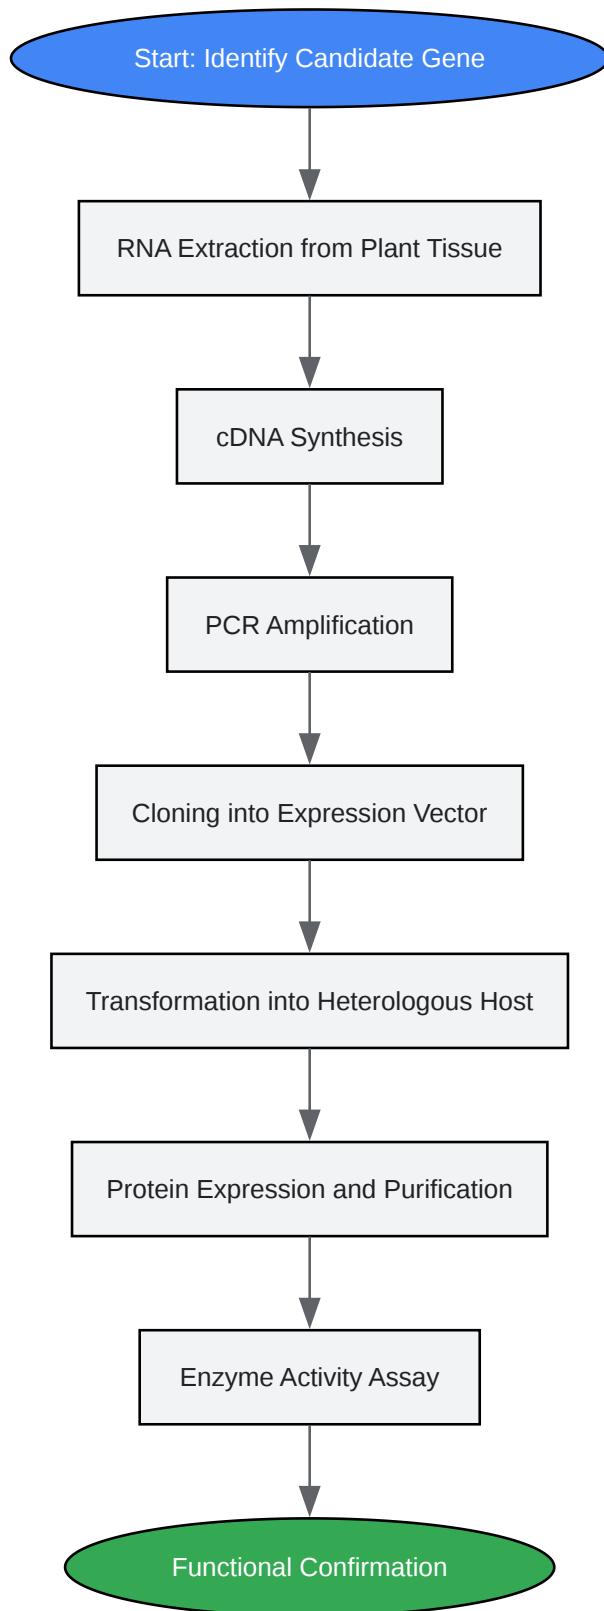 Start: Identify Candidate Gene
RNA Extraction from Plant Tissue
cDNA Synthesis
PCR Amplification
Cloning into Expression Vector
Transformation into Heterologous Host
Protein Expression and Purification
Enzyme Activity Assay
Functional Confirmation